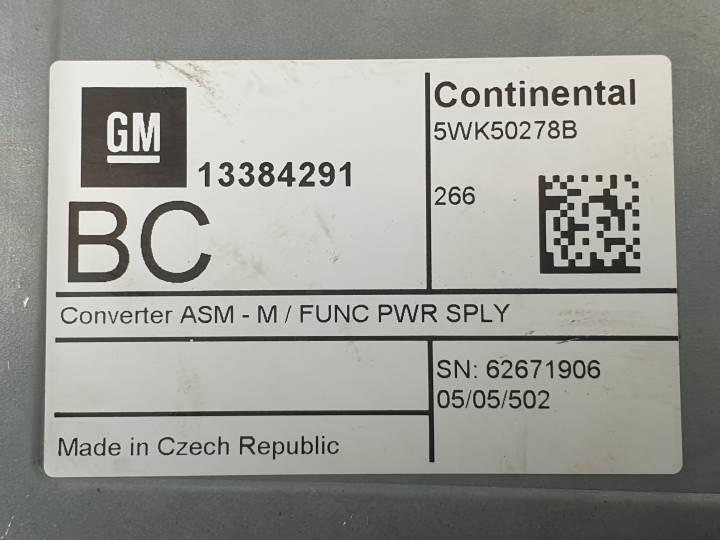 GM
13384291
BC
Continental
5WK50278B
266
Converter ASM - M / FUNC PWR SPLY
SN: 62671906
05/05/502
Made in Czech Republic